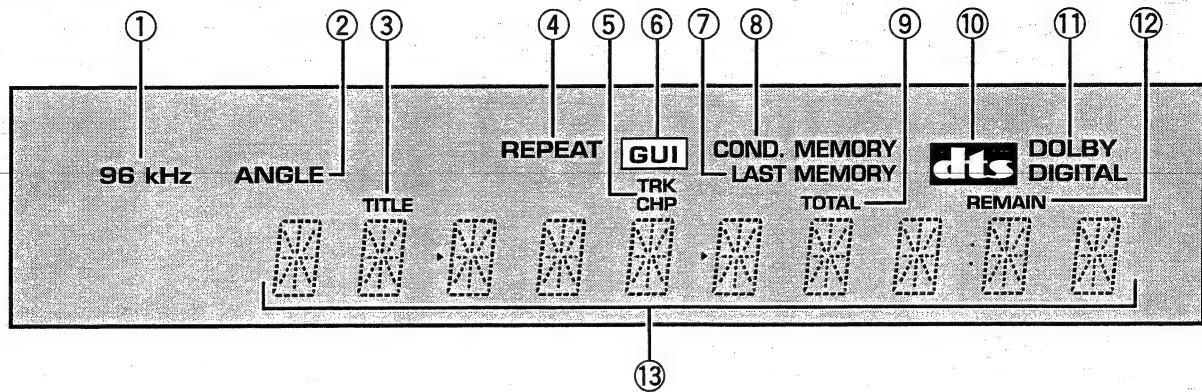 ① ② ③ ④ ⑤ ⑥ ⑦ ⑧ ⑨ ⑩ ⑪ ⑫
REPEAT GUI COND. MEMORY dts DOLBY
96 kHz ANGLE LAST MEMORY DIGITAL
TITLE TRK TOTAL REMAIN
CHP
⑬